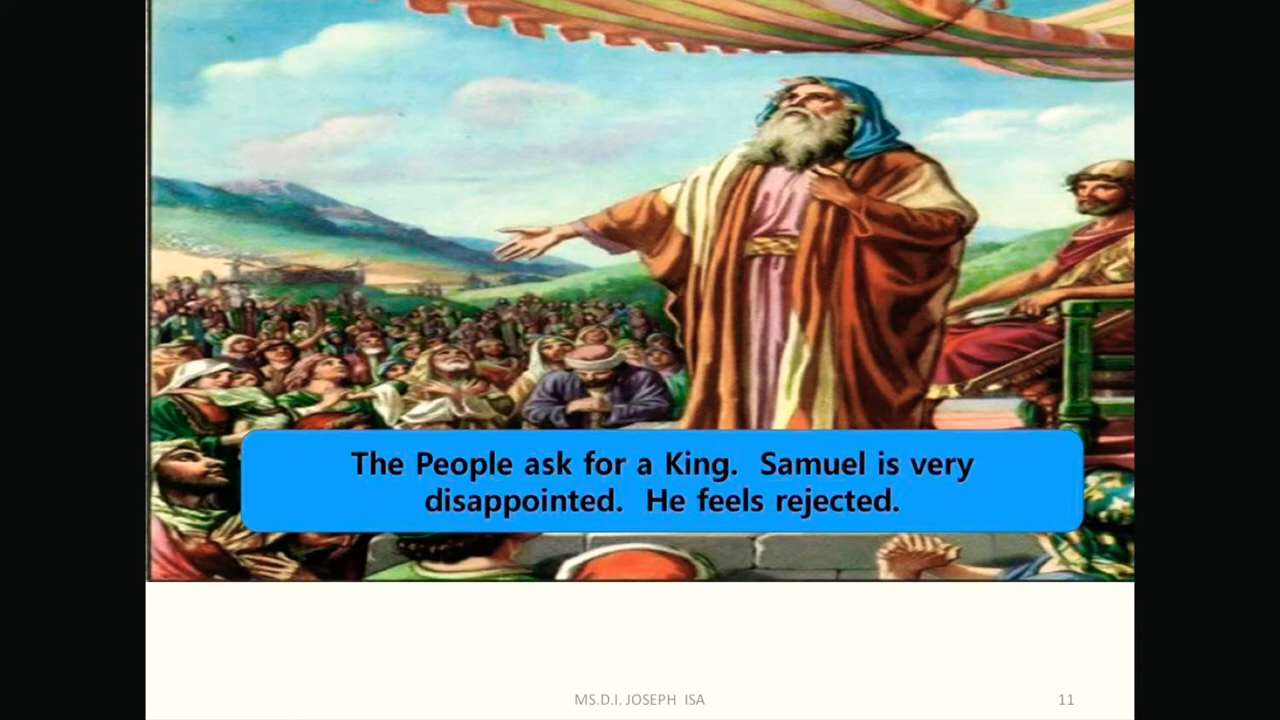 The People ask for a King.  Samuel is very
disappointed.  He feels rejected.
MS.D.I. JOSEPH  ISA
11